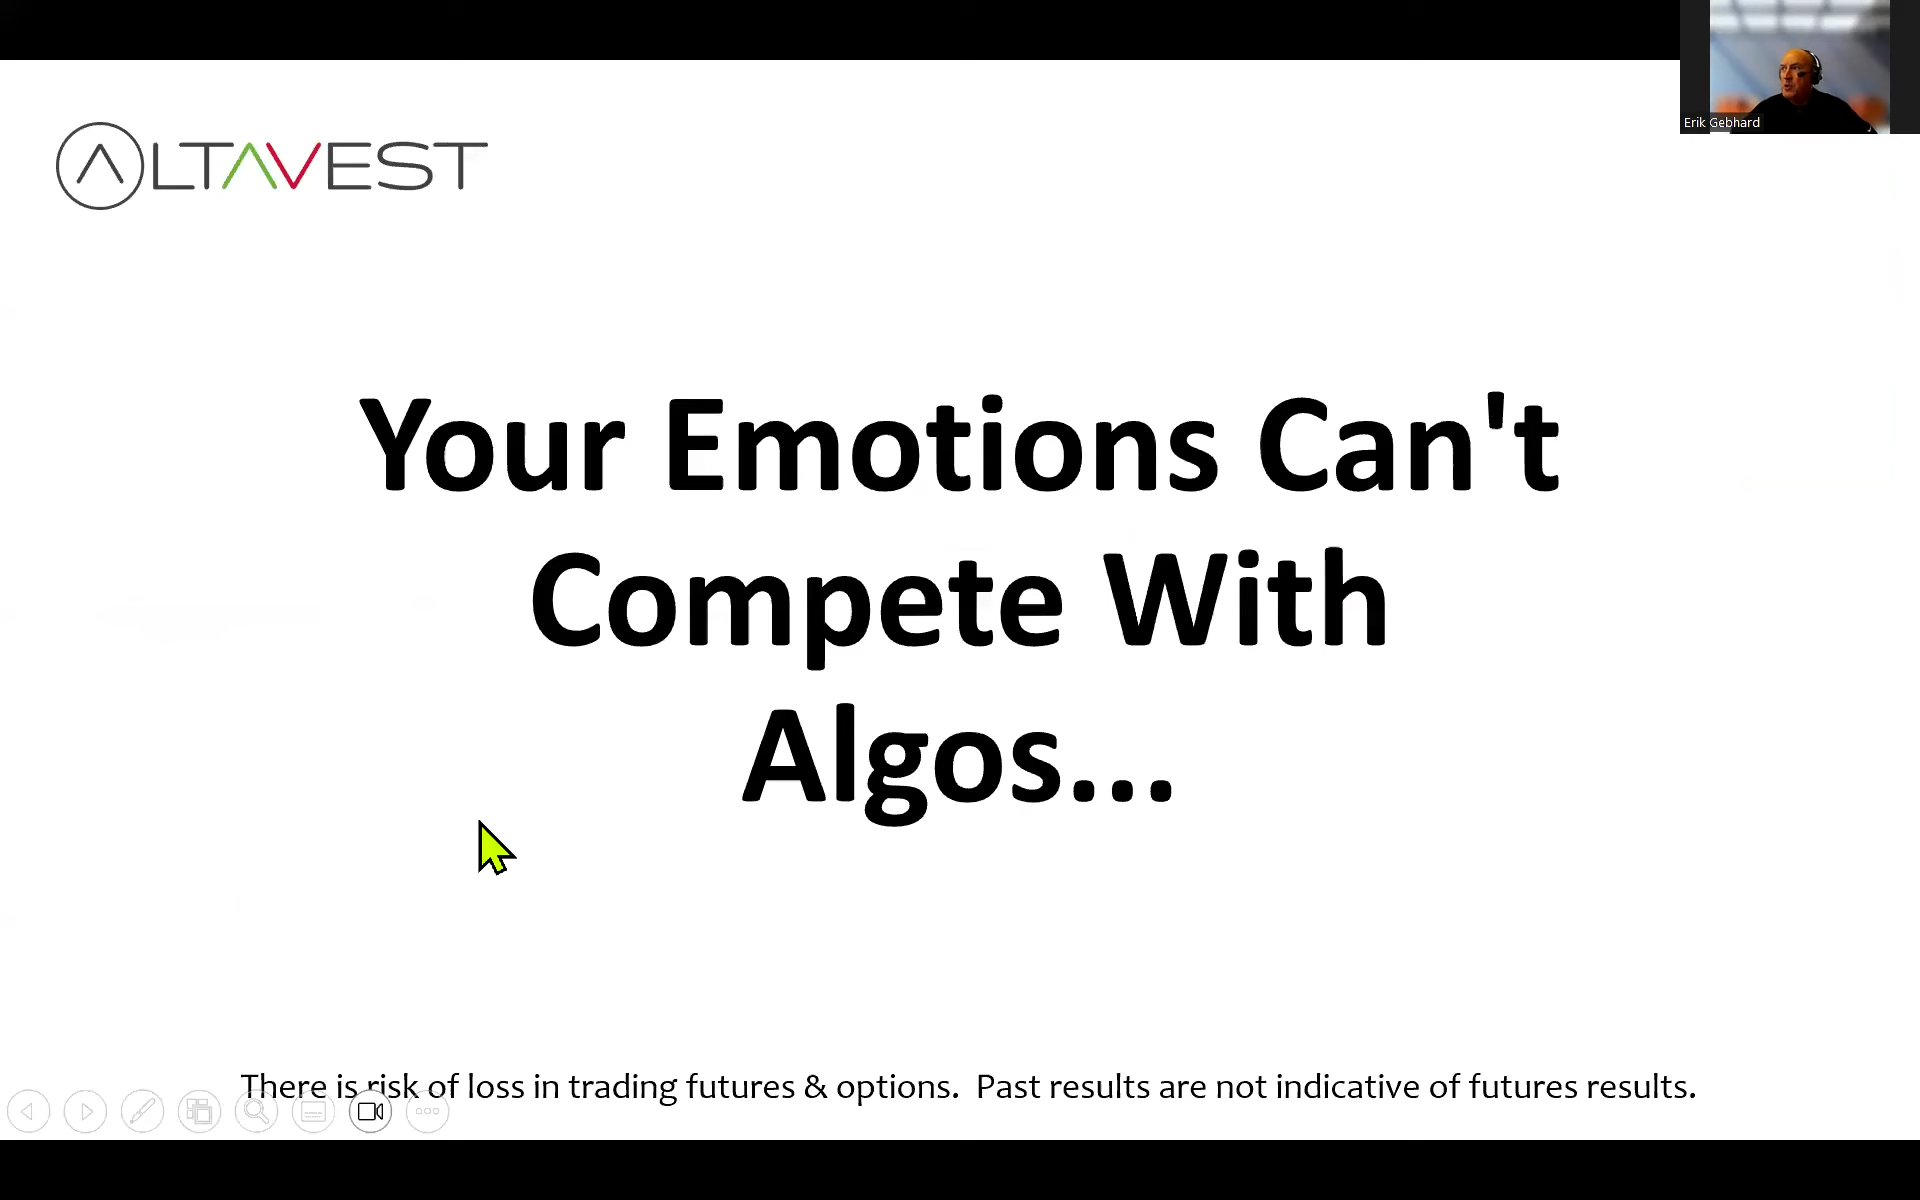 Erik Gebhard
ALTAVEST
Your Emotions Can't
Compete With
Algos...
There is risk of loss in trading futures & options.  Past results are not indicative of futures results.